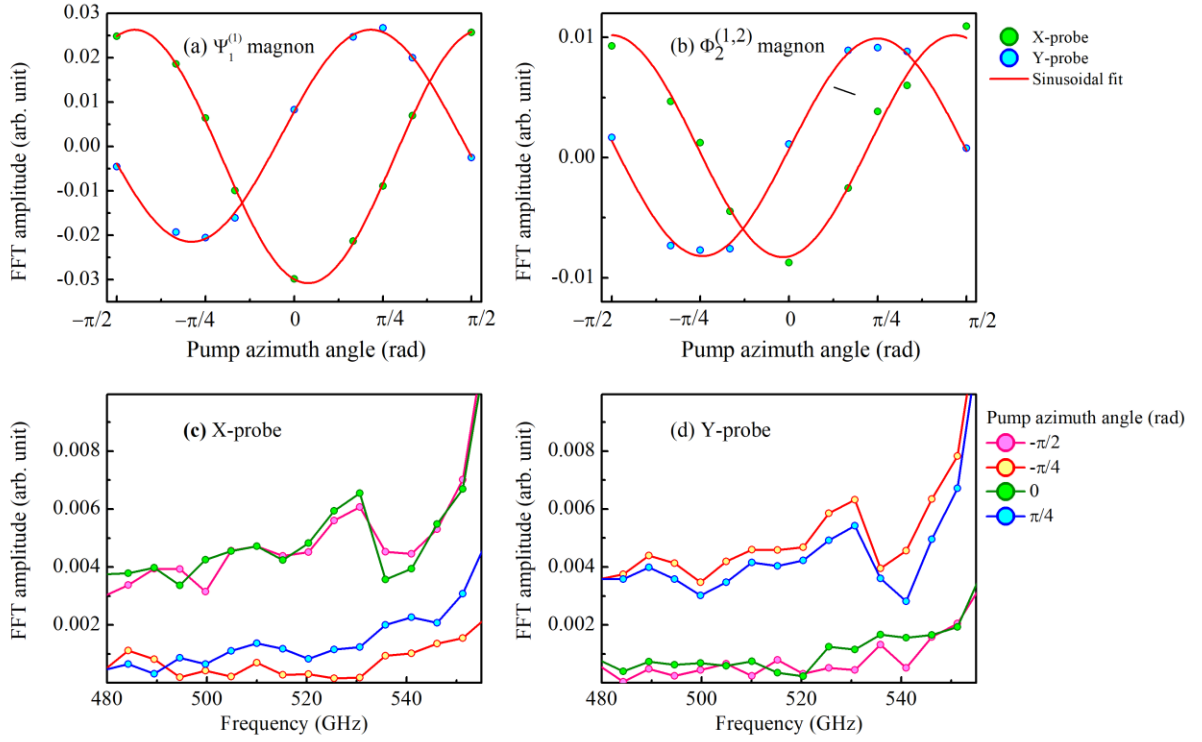 (a) Ψ₁⁽¹⁾ magnon
FFT amplitude (arb. unit)
0.03
0.02
0.01
0.00
-0.01
-0.02
-0.03
−π/2
−π/4
0
π/4
π/2
Pump azimuth angle (rad)
(b) Φ₂⁽¹,²⁾ magnon
FFT amplitude (arb. unit)
0.01
0.00
-0.01
−π/2
−π/4
0
π/4
π/2
Pump azimuth angle (rad)
X-probe
Y-probe
Sinusoidal fit
(c) X-probe
FFT amplitude (arb. unit)
0.008
0.006
0.004
0.002
480
500
520
540
Frequency (GHz)
(d) Y-probe
FFT amplitude (arb. unit)
0.008
0.006
0.004
0.002
480
500
520
540
Frequency (GHz)
Pump azimuth angle (rad)
-π/2
-π/4
0
π/4